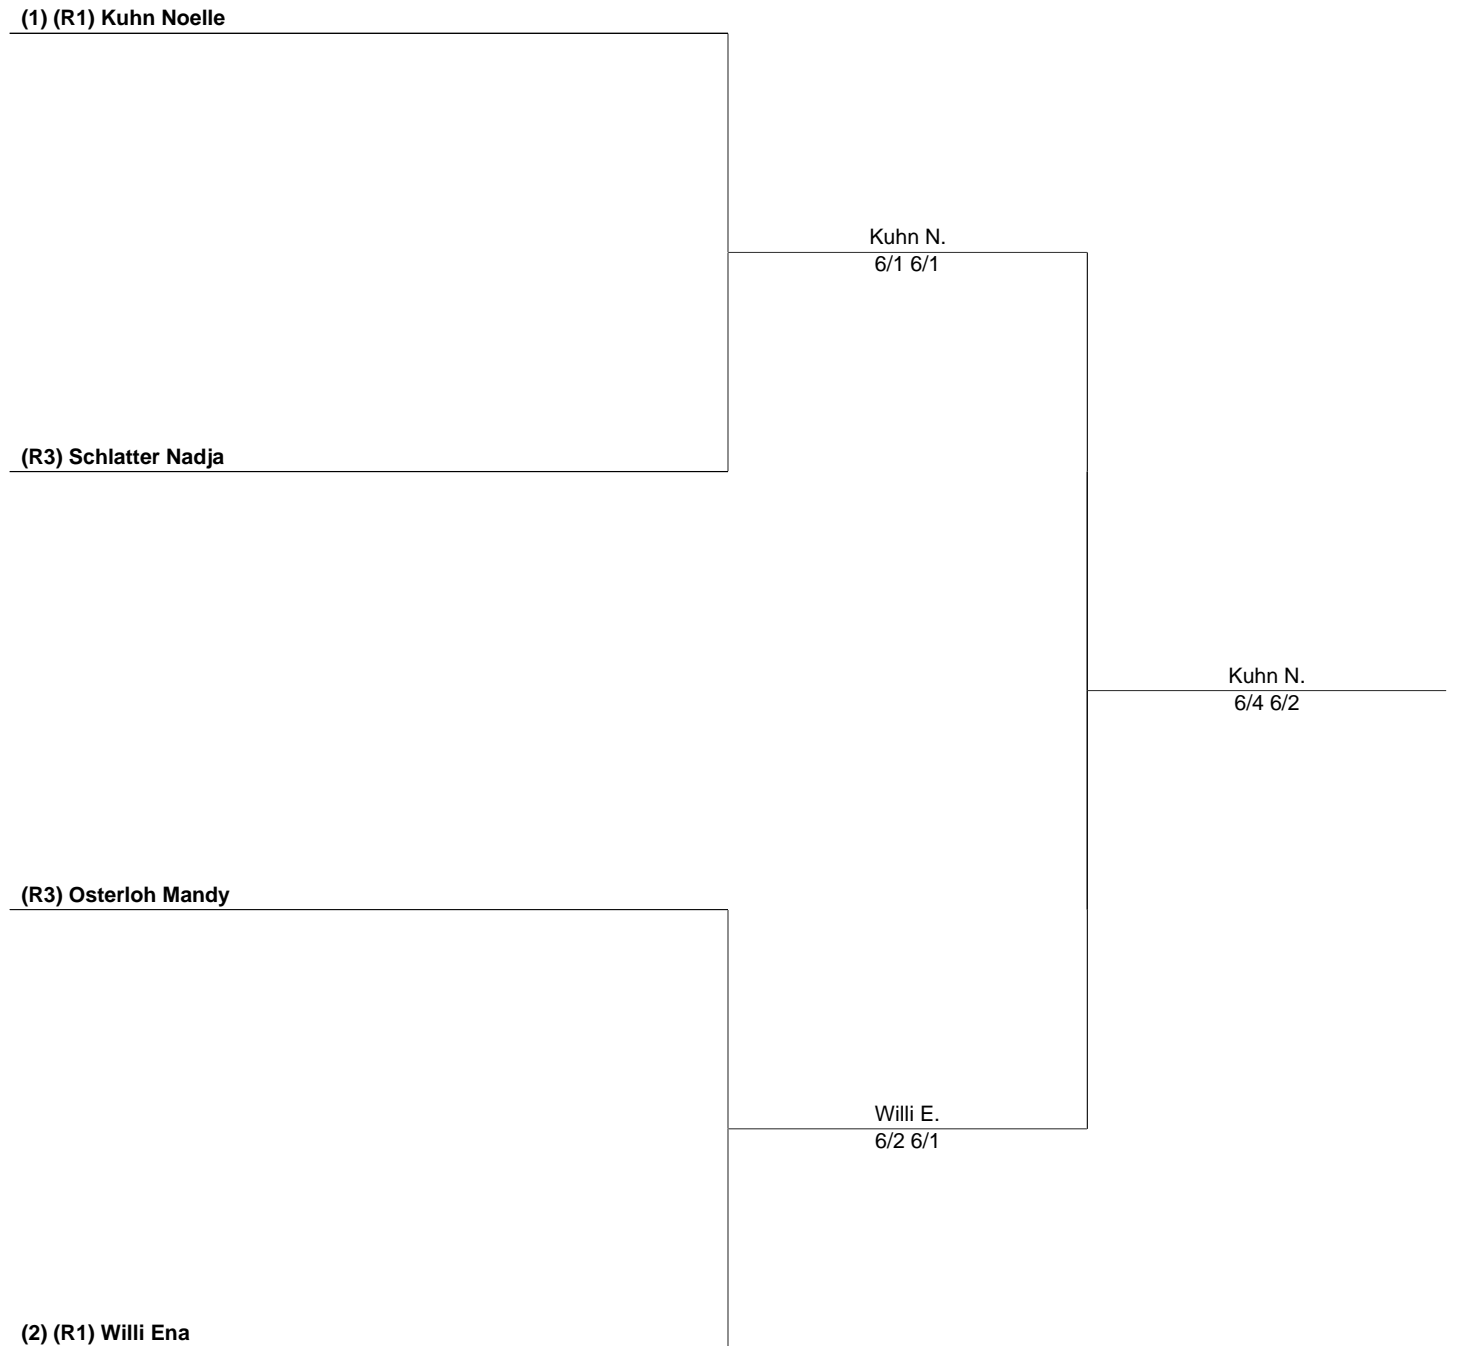 (1) (R1) Kuhn Noelle
Kuhn N.
6/1 6/1
(R3) Schlatter Nadja
Kuhn N.
6/4 6/2
(R3) Osterloh Mandy
Willi E.
6/2 6/1
(2) (R1) Willi Ena